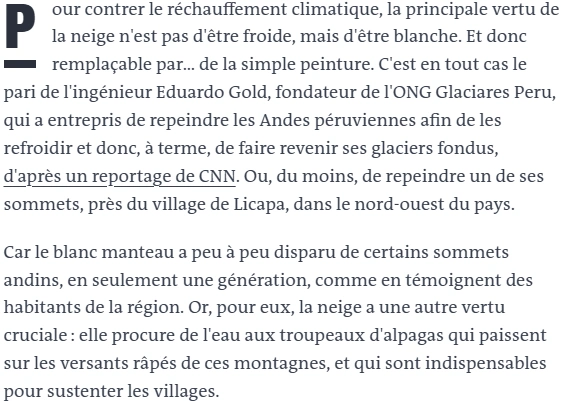 Pour contrer le réchauffement climatique, la principale vertu de
la neige n'est pas d'être froide, mais d'être blanche. Et donc
remplaçable par... de la simple peinture. C'est en tout cas le
pari de l'ingénieur Eduardo Gold, fondateur de l'ONG Glaciares Peru,
qui a entrepris de repeindre les Andes péruviennes afin de les
refroidir et donc, à terme, de faire revenir ses glaciers fondus,
d'après un reportage de CNN. Ou, du moins, de repeindre un de ses
sommets, près du village de Licapa, dans le nord-ouest du pays.
Car le blanc manteau a peu à peu disparu de certains sommets
andins, en seulement une génération, comme en témoignent des
habitants de la région. Or, pour eux, la neige a une autre vertu
cruciale : elle procure de l'eau aux troupeaux d'alpagas qui paissent
sur les versants râpés de ces montagnes, et qui sont indispensables
pour sustenter les villages.